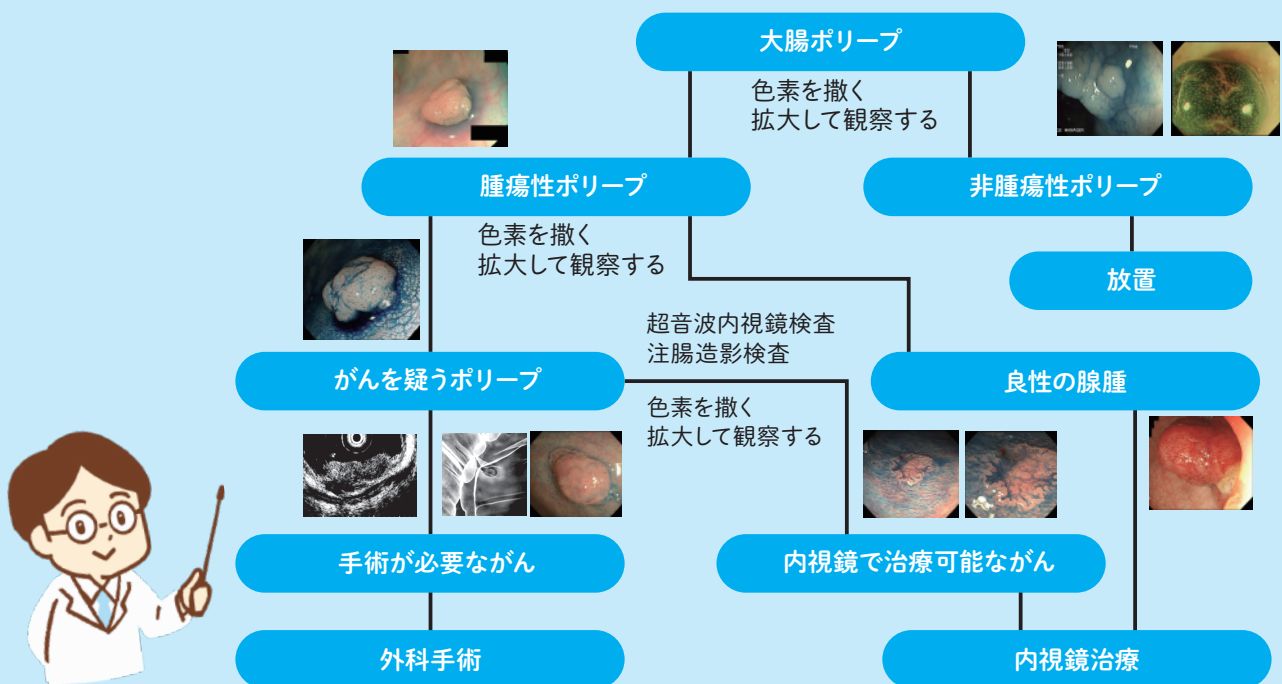 大腸ポリープ
色素を撒く
拡大して観察する
腫瘍性ポリープ
非腫瘍性ポリープ
色素を撒く
拡大して観察する
放置
超音波内視鏡検査
注腸造影検査
がんを疑うポリープ
良性の腺腫
色素を撒く
拡大して観察する
手術が必要ながん
内視鏡で治療可能ながん
外科手術
内視鏡治療